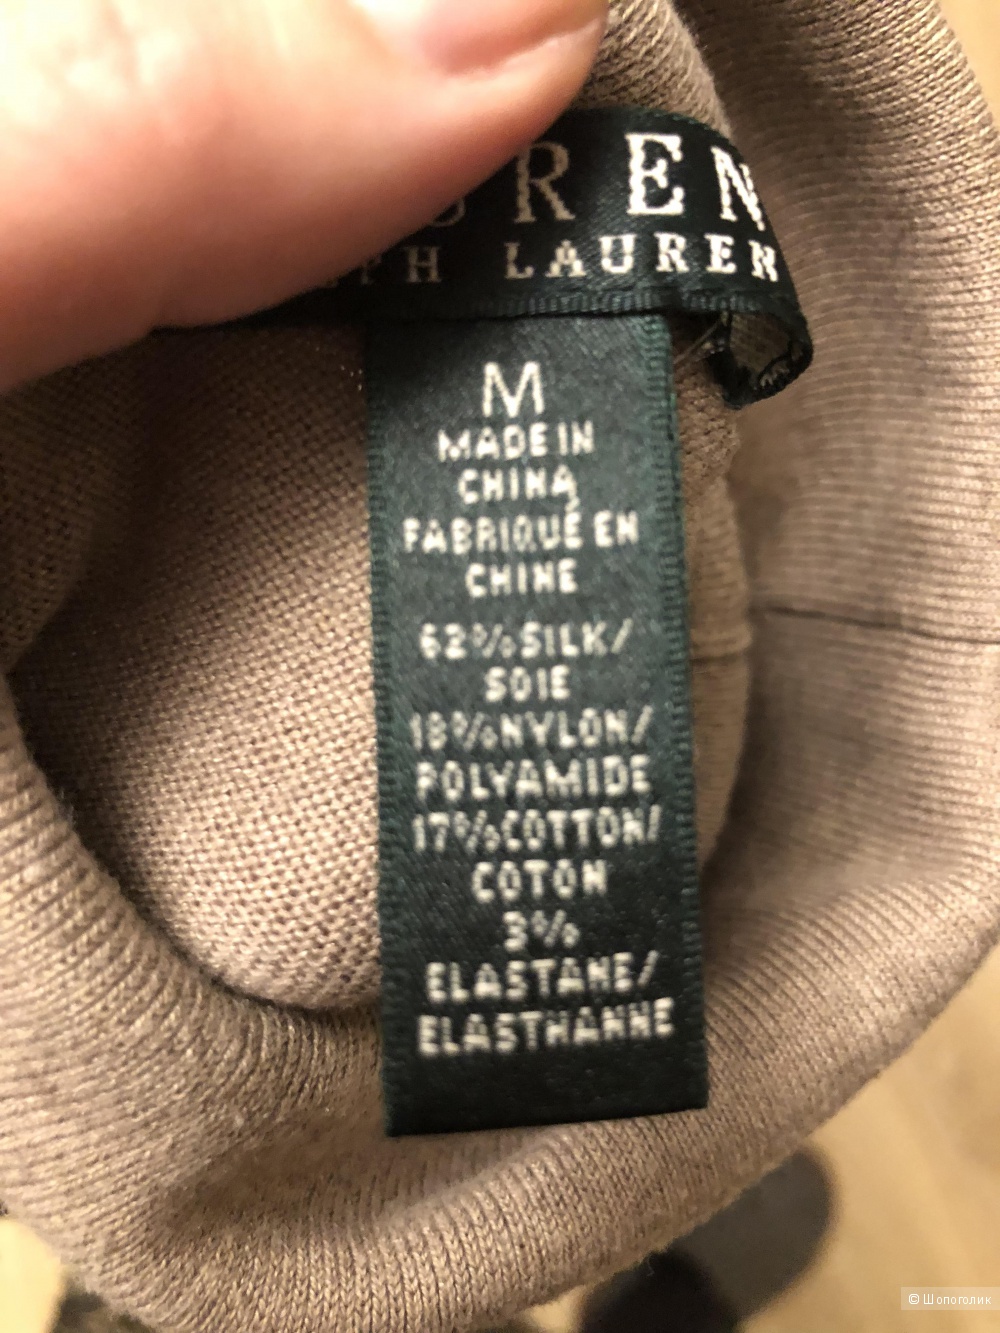 UREN
PH LAUREN
M
MADE IN
CHINA
FABRIQUÉ EN
CHINE
62% SILK/
SOIE
18% NYLON/
POLYAMIDE
17% COTTON/
COTON
3%
ELASTANE/
ELASTHANNE
© Шопоголик